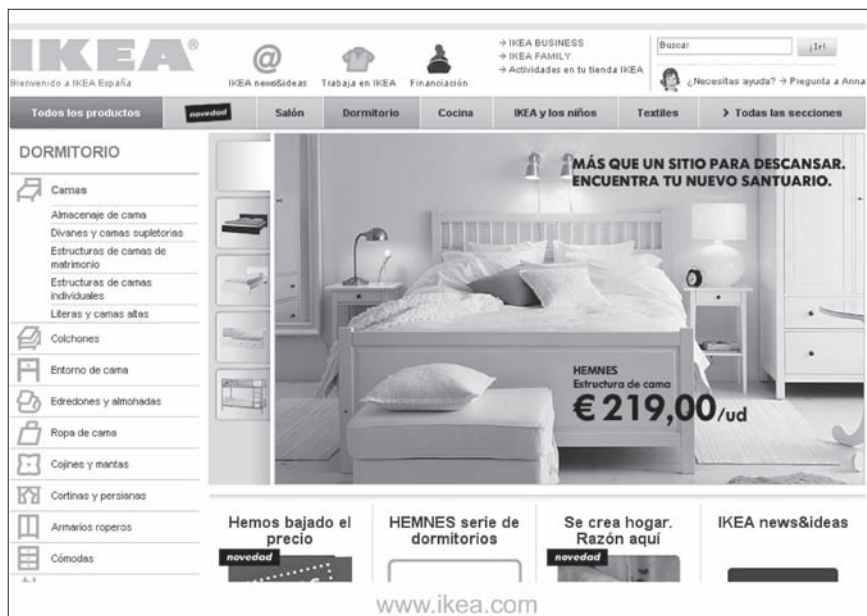 IKEA®
Bienvenido a IKEA España
@
IKEA news&ideas
Trabaja en IKEA
Financiación
→ IKEA BUSINESS
→ IKEA FAMILY
→ Actividades en tu tienda IKEA
Buscar
¡Ir!
¿Necesitas ayuda? → Pregunta a Anna
Todos los productos
novedad
Salón
Dormitorio
Cocina
IKEA y los niños
Textiles
> Todas las secciones
DORMITORIO
Camas
Almacenaje de cama
Divanes y camas supletorias
Estructuras de camas de
matrimonio
Estructuras de camas
individuales
Literas y camas altas
Colchones
Entorno de cama
Edredones y almohadas
Ropa de cama
Cojines y mantas
Cortinas y persianas
Armarios roperos
Cómodas
MÁS QUE UN SITIO PARA DESCANSAR.
ENCUENTRA TU NUEVO SANTUARIO.
HEMNES
Estructura de cama
€ 219,00/ud
Hemos bajado el
precio
novedad
HEMNES serie de
dormitorios
Se crea hogar.
Razón aquí
novedad
IKEA news&ideas
www.ikea.com